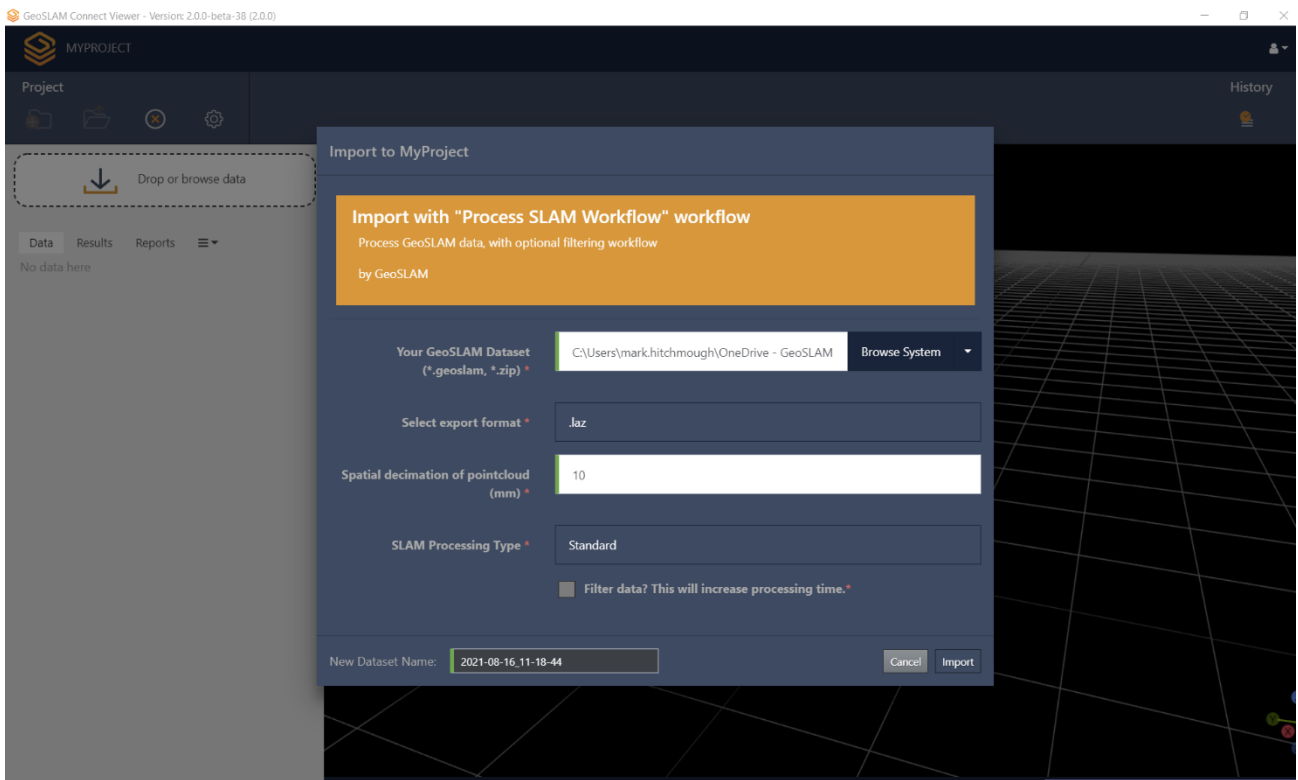 GeoSLAM Connect Viewer - Version: 2.0.0-beta-38 (2.0.0)
MYPROJECT
Project
History
Import to MyProject
Drop or browse data
Import with "Process SLAM Workflow" workflow
Process GeoSLAM data, with optional filtering workflow
by GeoSLAM
Data Results Reports
No data here
Your GeoSLAM Dataset
(*.geoslam, *.zip) *
C:\Users\mark.hitchmough\OneDrive - GeoSLAM
Browse System
Select export format *
.laz
Spatial decimation of pointcloud
(mm) *
10
SLAM Processing Type *
Standard
Filter data? This will increase processing time.*
New Dataset Name:
2021-08-16_11-18-44
Cancel
Import
Y
X